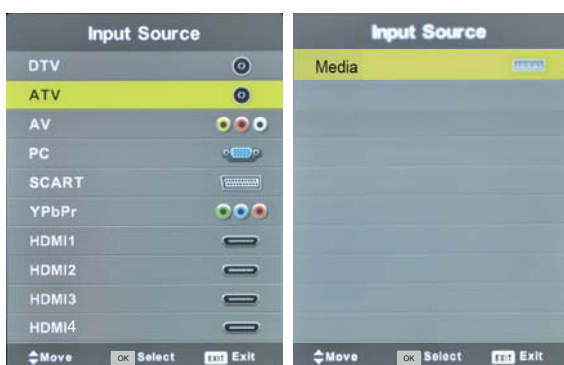 Input Source
DTV
ATV
AV
PC
SCART
YPbPr
HDMI1
HDMI2
HDMI3
HDMI4
Move OK Select EXIT Exit
Input Source
Media
Move OK Select EXIT Exit